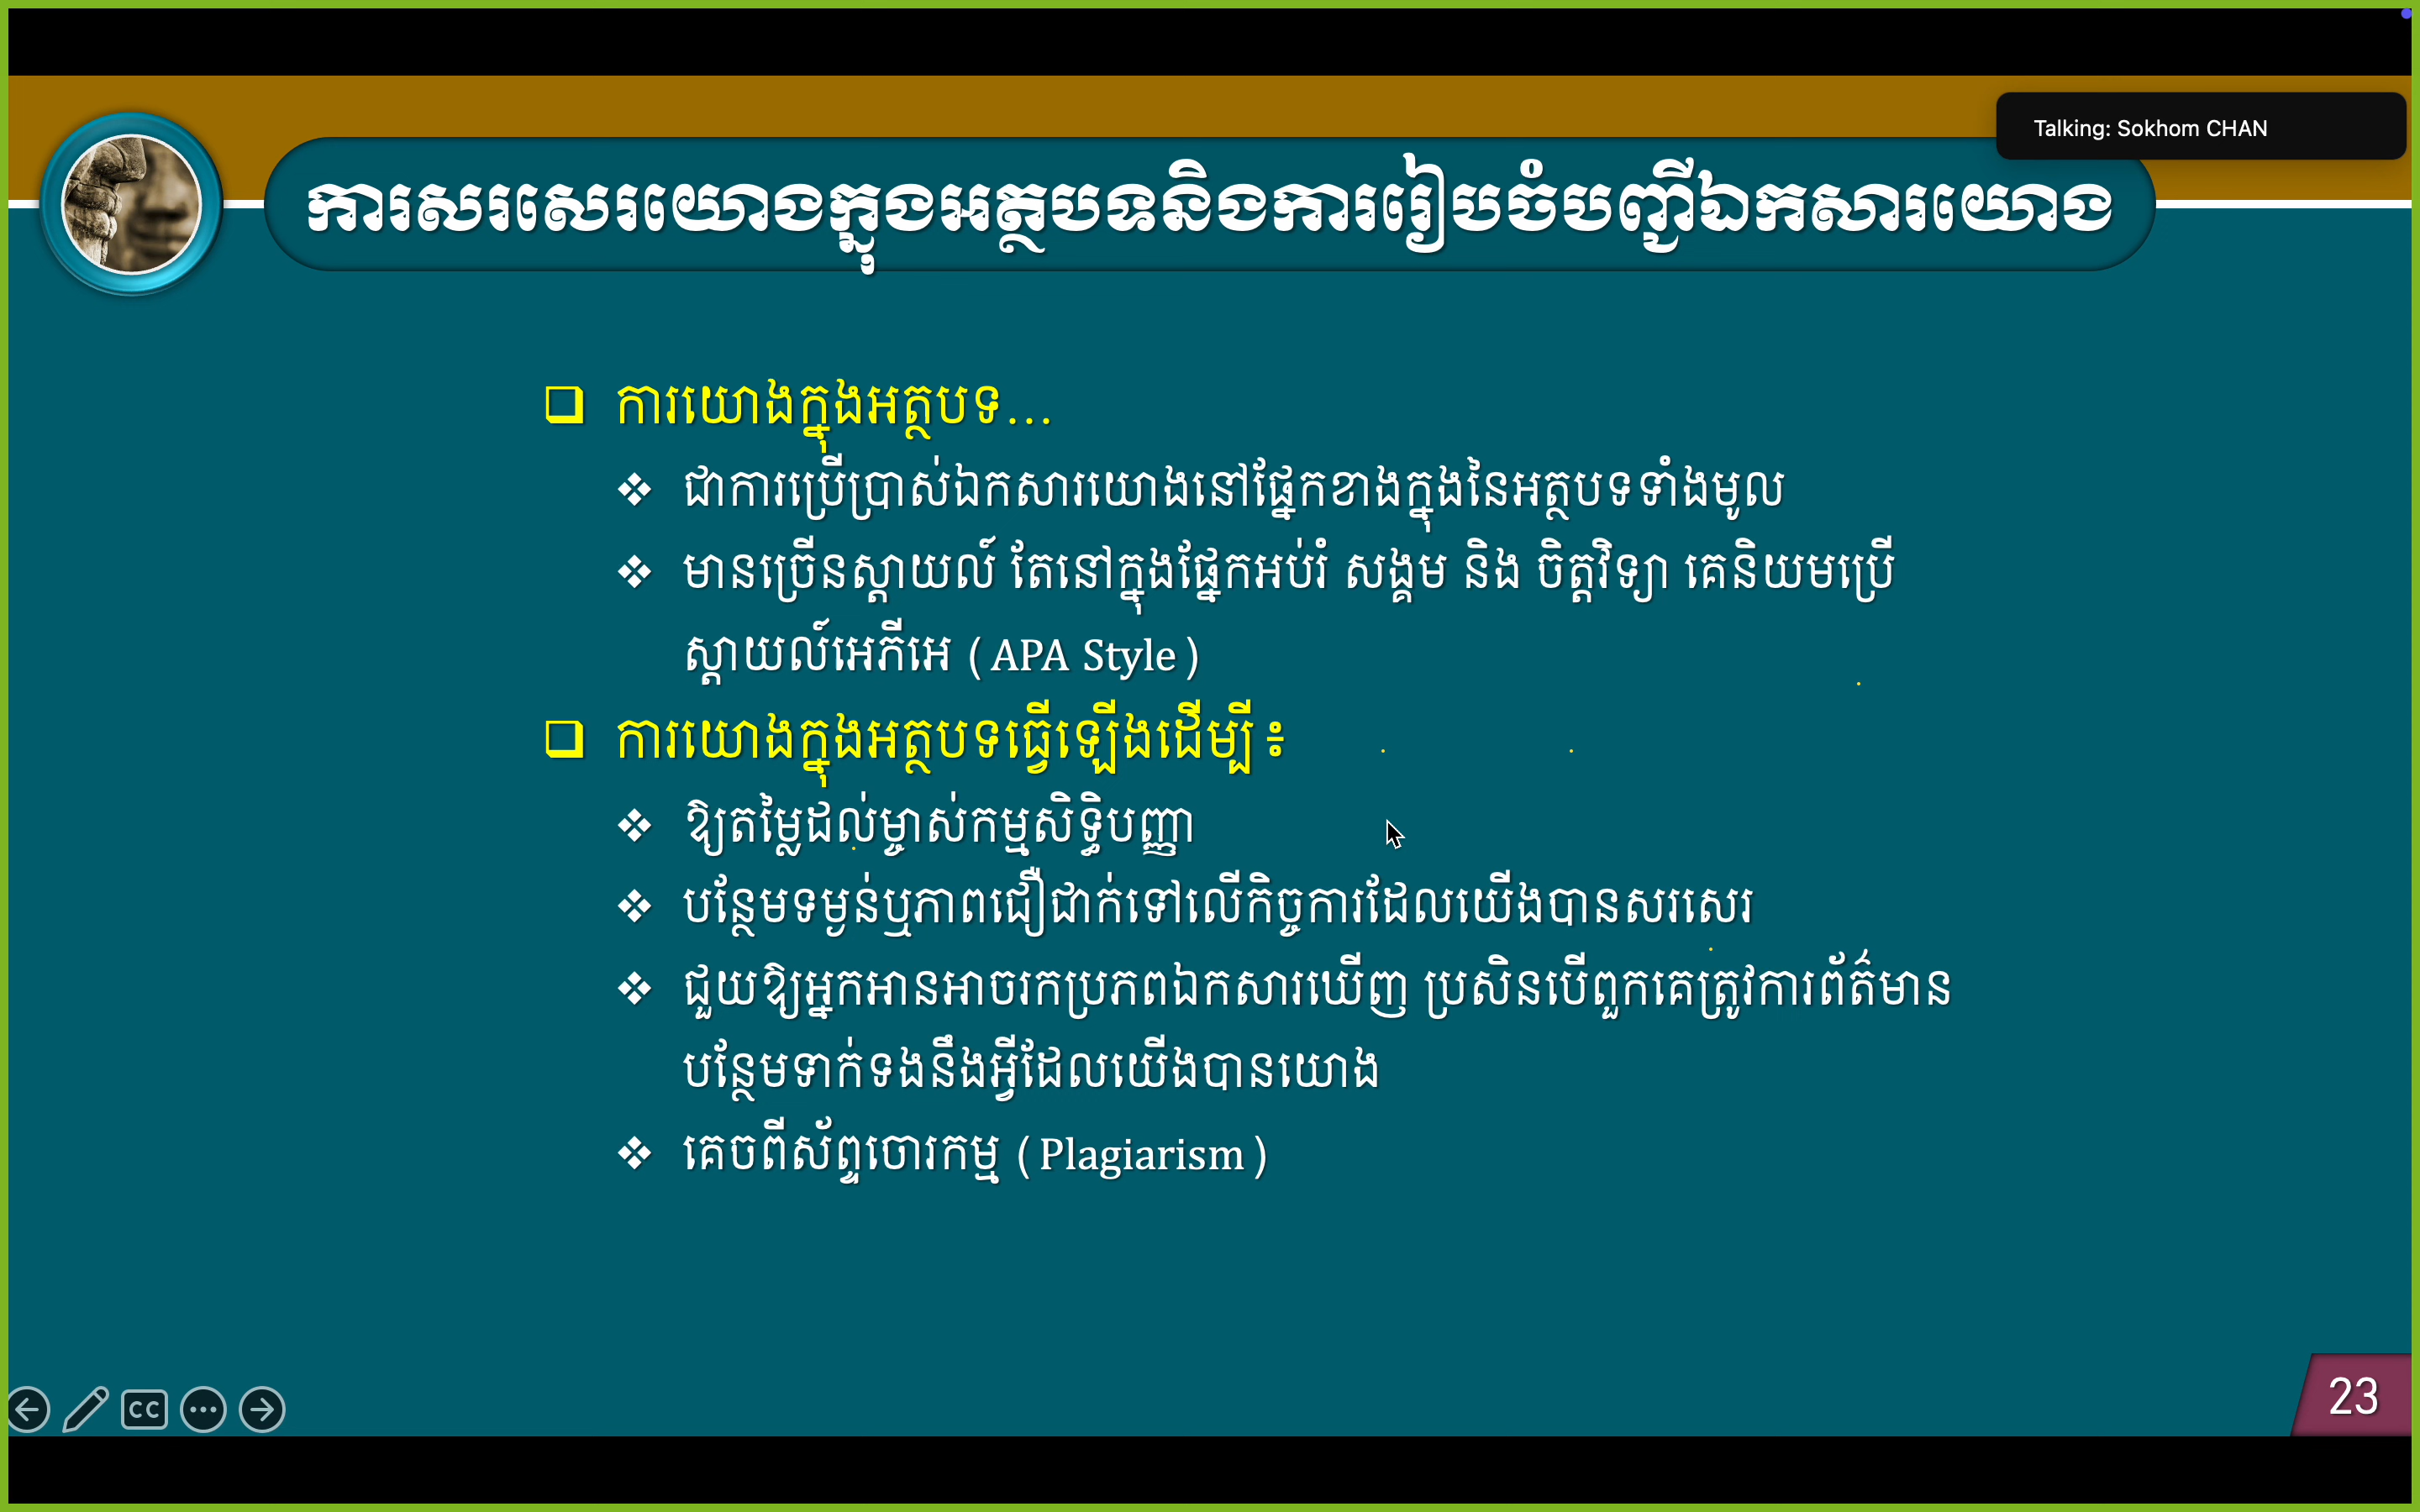 Talking: Sokhom CHAN
ការសរសេរយោងក្នុងអត្ថបទនិងការរៀបចំបញ្ជីឯកសារយោង
ការយោងក្នុងអត្ថបទ...
ជាការប្រើប្រាស់ឯកសារយោងនៅផ្នែកខាងក្នុងនៃអត្ថបទទាំងមូល
មានច្រើនស្តាយល៍ តែនៅក្នុងផ្នែកអប់រំ សង្គម និង ចិត្តវិទ្យា គេនិយមប្រើ
ស្តាយល៍អេភីអេ (APA Style)
ការយោងក្នុងអត្ថបទធ្វើឡើងដើម្បី៖
ឱ្យតម្លៃដល់ម្ចាស់កម្មសិទ្ធិបញ្ញា
បន្ថែមទម្ងន់ឬភាពជឿជាក់ទៅលើកិច្ចការដែលយើងបានសរសេរ
ជួយឱ្យអ្នកអានអាចរកប្រភពឯកសារឃើញ ប្រសិនបើពួកគេត្រូវការព័ត៌មាន
បន្ថែមទាក់ទងនឹងអ្វីដែលយើងបានយោង
គេចពីស័ព្ទចោរកម្ម (Plagiarism)
CC
23